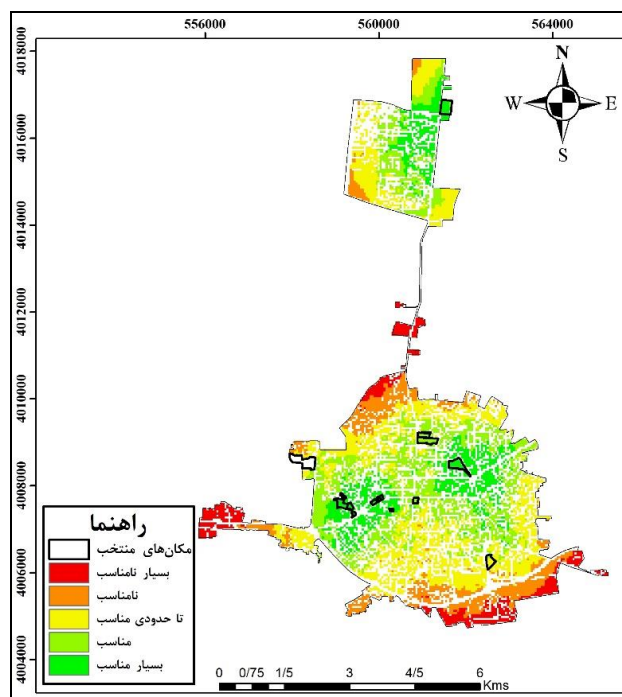 556000 560000 564000
4018000
4016000
4014000
4012000
4010000
4008000
4006000
4004000
N
W E
S
راهنما
مکان‌های منتخب
بسیار نامناسب
نامناسب
تا حدودی مناسب
مناسب
بسیار مناسب
0 0/75 1/5 3 4/5 6
Kms